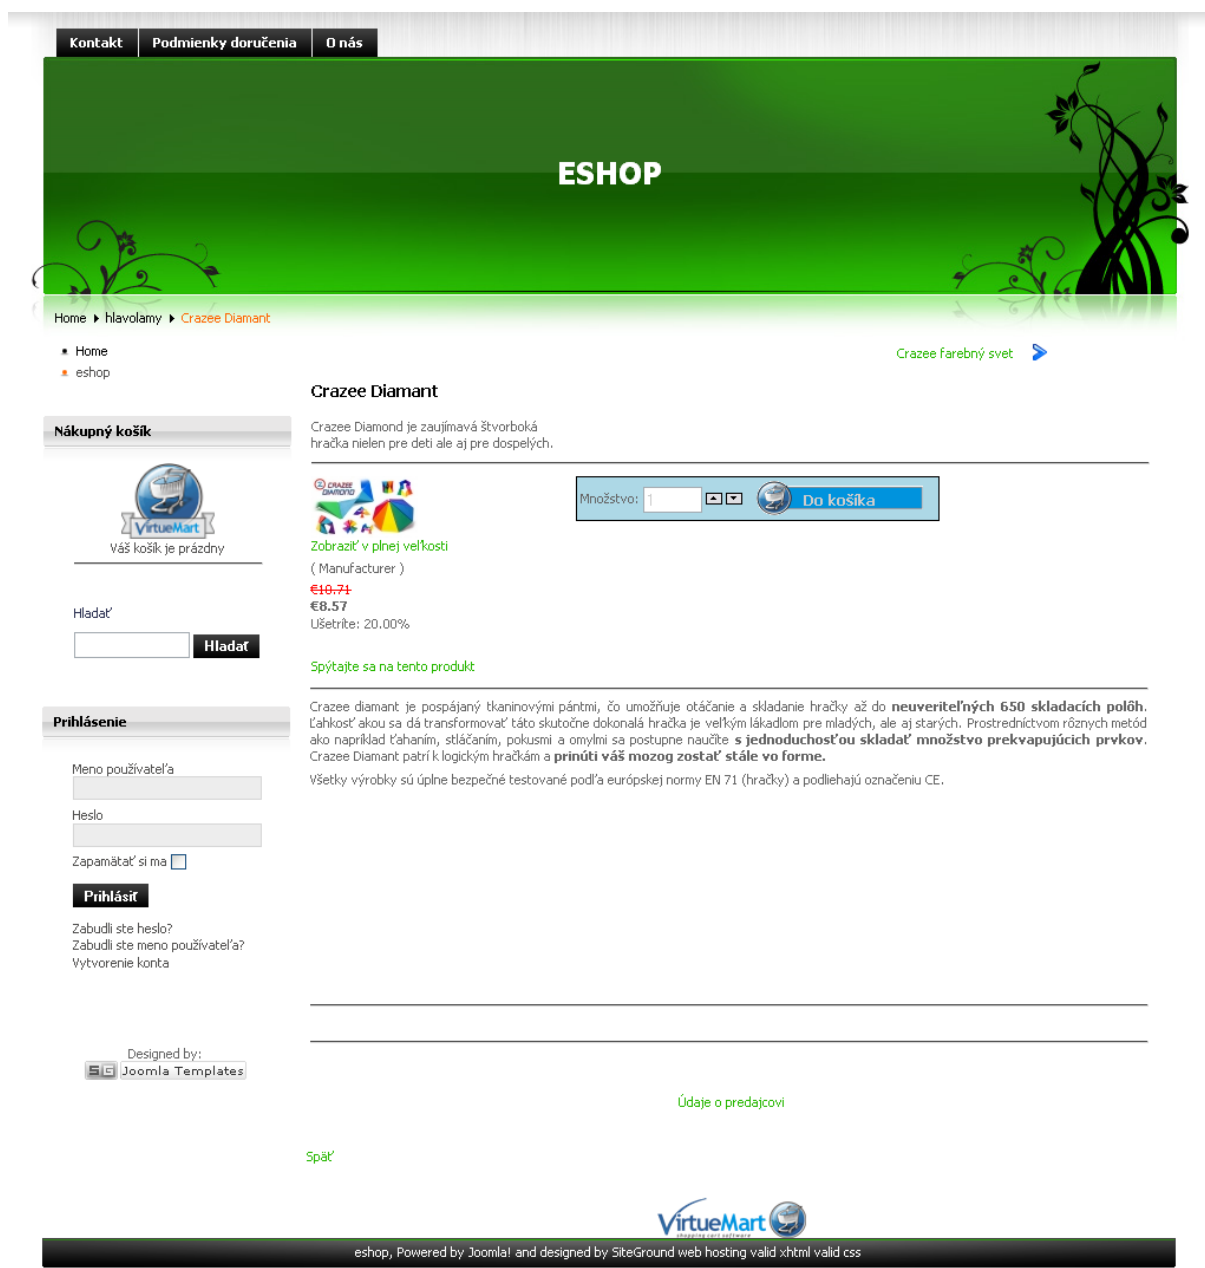 Kontakt
Podmienky doručenia
O nás
ESHOP
Home hlavolamy Crazee Diamant
Home
eshop
Crazee farebný svet
Crazee Diamant
Nákupný košík
Crazee Diamond je zaujímavá štvorboká
hračka nielen pre deti ale aj pre dospelých.
VirtueMart
Váš košík je prázdny
CRAZEE
DIAMOND
Množstvo: 1
Do košíka
Zobraziť v plnej veľkosti
( Manufacturer )
€10.71
€8.57
Ušetríte: 20.00%
Hladať
Hladať
Spýtajte sa na tento produkt
Prihlásenie
Crazee diamant je pospájaný tkaninovými pántmi, čo umožňuje otáčanie a skladanie hračky až do neuveriteľných 650 skladacích polôh.
Ľahkosť akou sa dá transformovať táto skutočne dokonalá hračka je veľkým lákadlom pre mladých, ale aj starých. Prostredníctvom rôznych metód
ako napríklad ťahaním, stláčaním, pokusmi a omylmi sa postupne naučíte s jednoduchosťou skladať množstvo prekvapujúcich prvkov.
Crazee Diamant patrí k logickým hračkám a prinúti váš mozog zostať stále vo forme.
Všetky výrobky sú úplne bezpečné testované podľa európskej normy EN 71 (hračky) a podliehajú označeniu CE.
Meno používateľa
Heslo
Zapamätať si ma
Prihlásiť
Zabudli ste heslo?
Zabudli ste meno používateľa?
Vytvorenie konta
Designed by:
SG Joomla Templates
Údaje o predajcovi
Späť
VirtueMart
shopping cart software
eshop, Powered by Joomla! and designed by SiteGround web hosting valid xhtml valid css